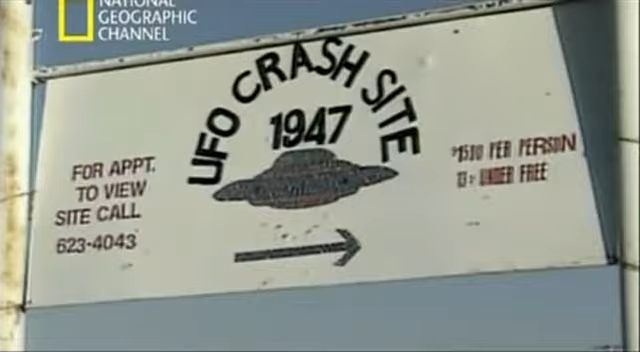 NATIONAL
GEOGRAPHIC
CHANNEL
UFO CRASH SITE
1947
FOR APPT.
TO VIEW
SITE CALL
623-4043
PER PERSON
UNDER FREE